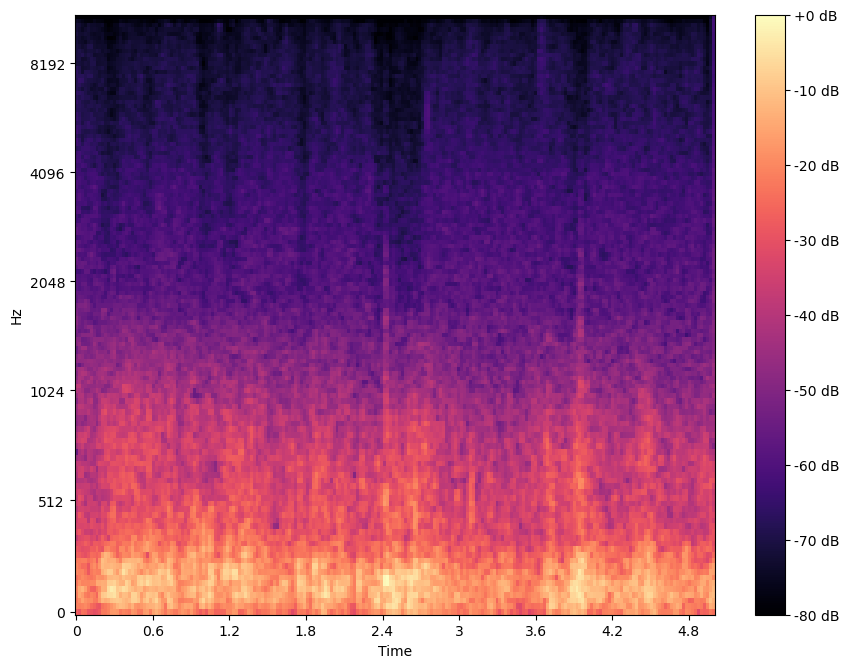 +0 dB
8192
-10 dB
-20 dB
4096
-30 dB
2048
-40 dB
Hz
1024
-50 dB
-60 dB
512
-70 dB
0
-80 dB
0 0.6 1.2 1.8 2.4 3 3.6 4.2 4.8
Time